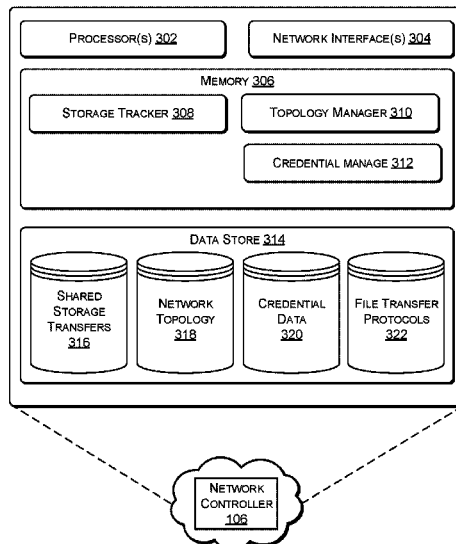 PROCESSOR(S) 302
NETWORK INTERFACE(S) 304
MEMORY 306
STORAGE TRACKER 308
TOPOLOGY MANAGER 310
CREDENTIAL MANAGE 312
DATA STORE 314
SHARED
STORAGE
TRANSFERS
316
NETWORK
TOPOLOGY
318
CREDENTIAL
DATA
320
FILE TRANSFER
PROTOCOLS
322
NETWORK
CONTROLLER
106